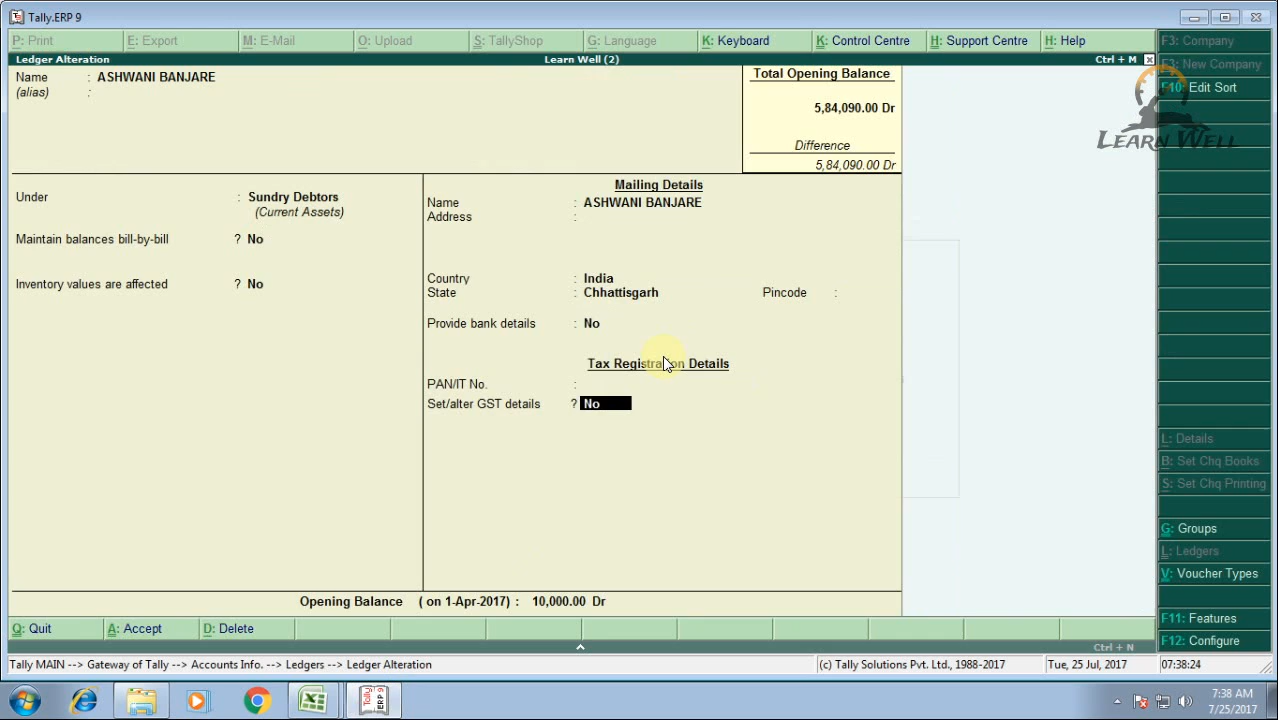 Tally.ERP 9
P: Print
E: Export
M: E-Mail
O: Upload
S: TallyShop
G: Language
K: Keyboard
K: Control Centre
H: Support Centre
H: Help
F3: Company
Ledger Alteration
Learn Well (2)
Ctrl + M
F3: New Company
Name : ASHWANI BANJARE
(alias) :
Total Opening Balance
5,84,090.00 Dr
Difference
5,84,090.00 Dr
F10: Edit Sort
LEARN WELL
Under : Sundry Debtors
(Current Assets)
Maintain balances bill-by-bill ? No
Inventory values are affected ? No
Mailing Details
Name : ASHWANI BANJARE
Address :
Country : India
State : Chhattisgarh Pincode :
Provide bank details : No
Tax Registration Details
PAN/IT No. :
Set/alter GST details ? No
L: Details
B: Set Chq Books
S: Set Chq Printing
G: Groups
L: Ledgers
V: Voucher Types
F11: Features
F12: Configure
Opening Balance ( on 1-Apr-2017) : 10,000.00 Dr
Q: Quit
A: Accept
D: Delete
Ctrl + N
Tally MAIN --> Gateway of Tally --> Accounts Info. --> Ledgers --> Ledger Alteration
(c) Tally Solutions Pvt. Ltd., 1988-2017
Tue, 25 Jul, 2017
07:38:24
Tally
ERP 9
7:38 AM
7/25/2017